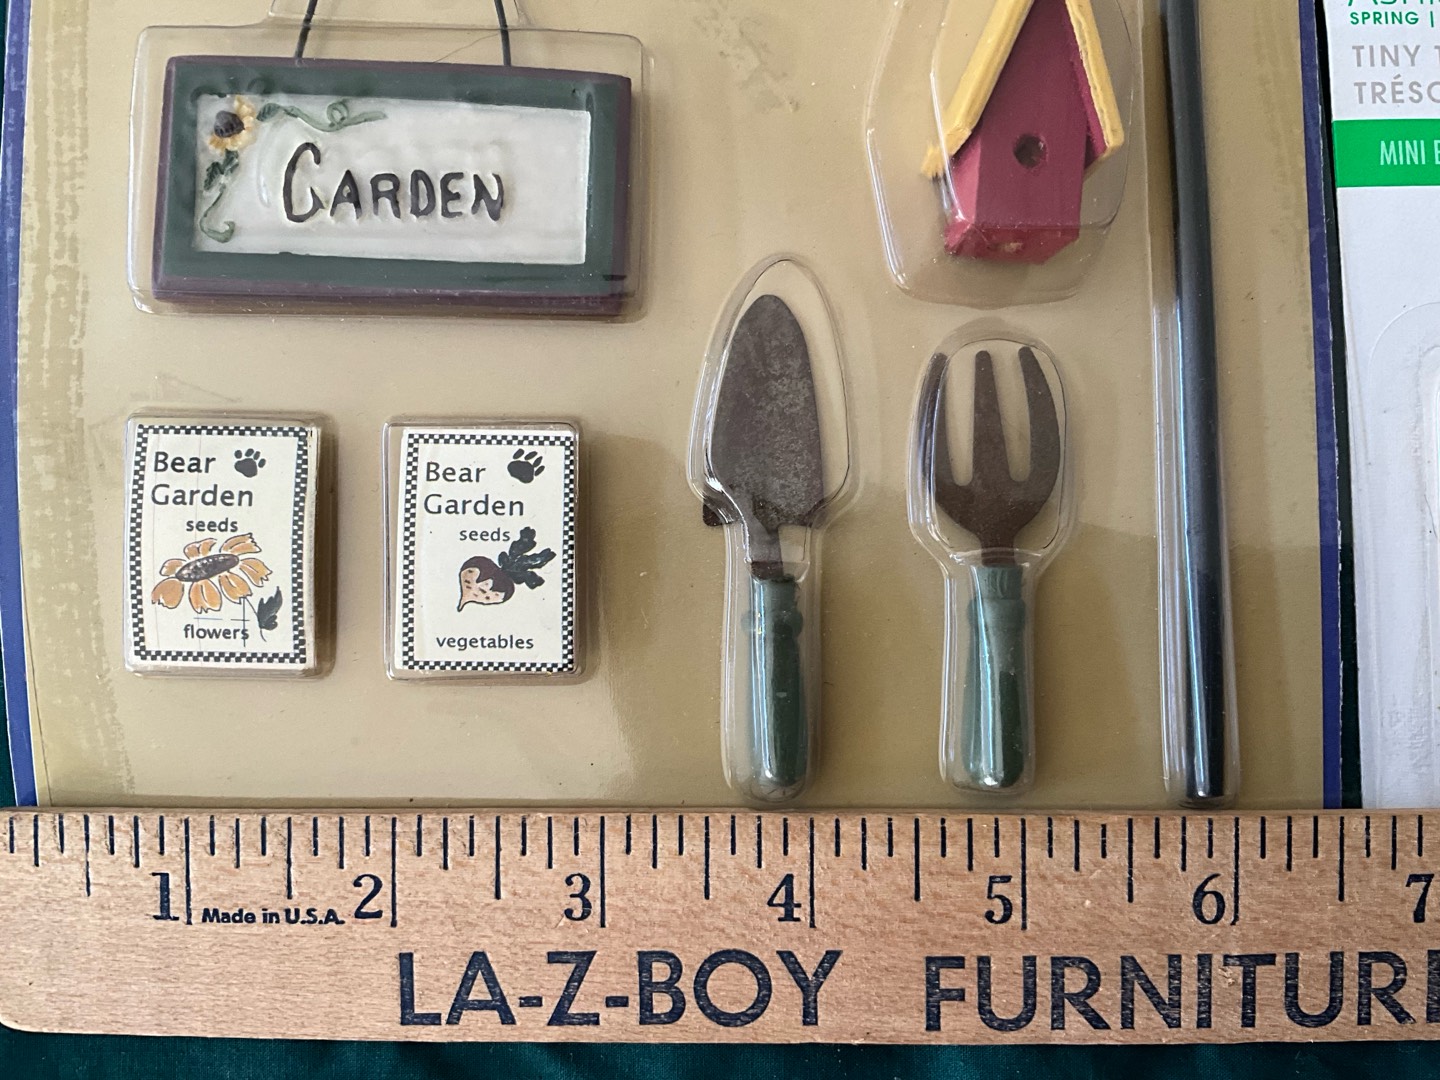 GARDEN
SPRING |
TINY
TRÉSO
MINI
Bear
Garden
seeds
flowers
Bear
Garden
seeds
vegetables
1 2 3 4 5 6 7
Made in U.S.A.
LA-Z-BOY FURNITUR